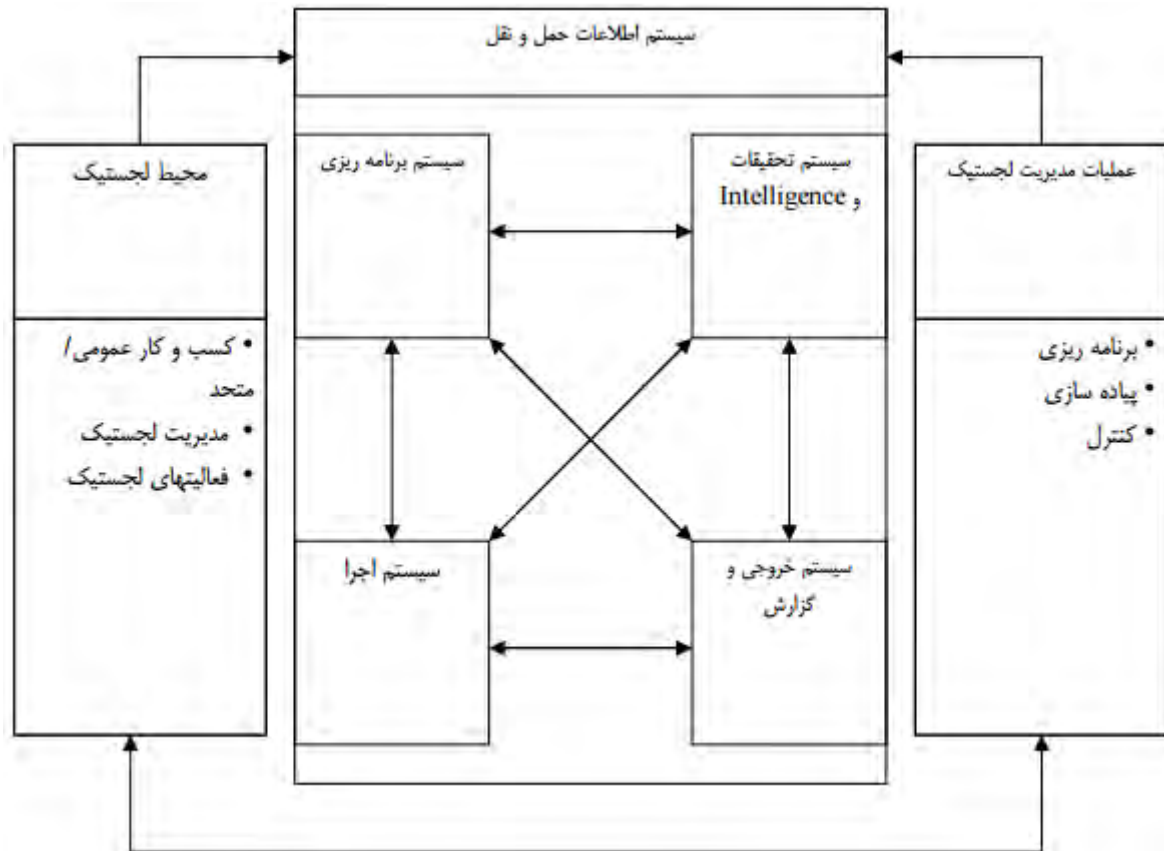 سیستم اطلاعات حمل و نقل
عملیات مدیریت لجستیک
• برنامه ریزی
• پیاده سازی
• کنترل
سیستم تحقیقات
و Intelligence
سیستم برنامه ریزی
سیستم خروجی و
گزارش
سیستم اجرا
محیط لجستیک
• کسب و کار عمومی/
متحد
• مدیریت لجستیک
• فعالیتهای لجستیک